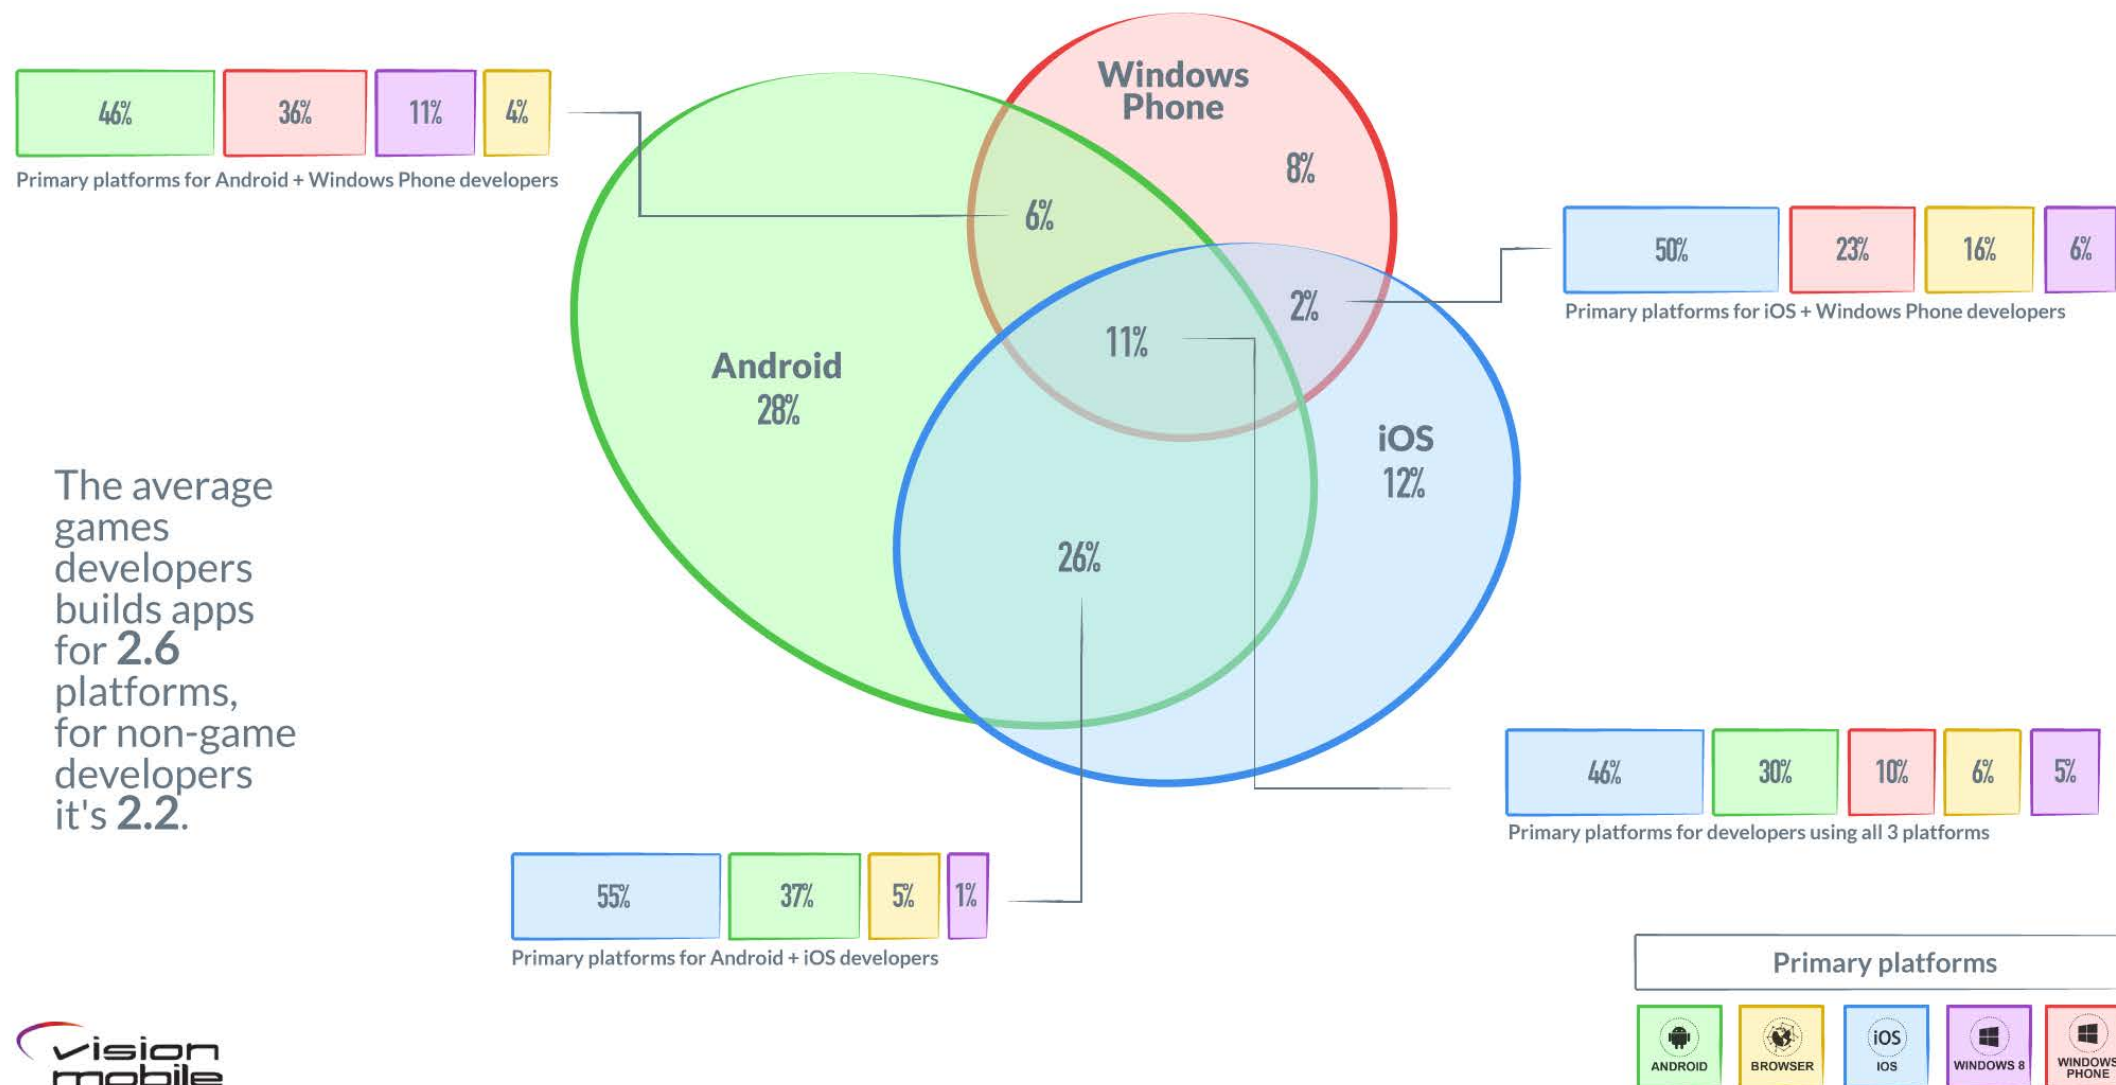 Windows
Phone
8%
46%
36%
11%
4%
Primary platforms for Android + Windows Phone developers
6%
50%
23%
16%
6%
Primary platforms for iOS + Windows Phone developers
2%
11%
Android
28%
iOS
12%
26%
The average
games
developers
builds apps
for 2.6
platforms,
for non-game
developers
it's 2.2.
46%
30%
10%
6%
5%
Primary platforms for developers using all 3 platforms
55%
37%
5%
1%
Primary platforms for Android + iOS developers
Primary platforms
iOS
ANDROID
BROWSER
IOS
WINDOWS 8
WINDOWS
PHONE
vision
mobile